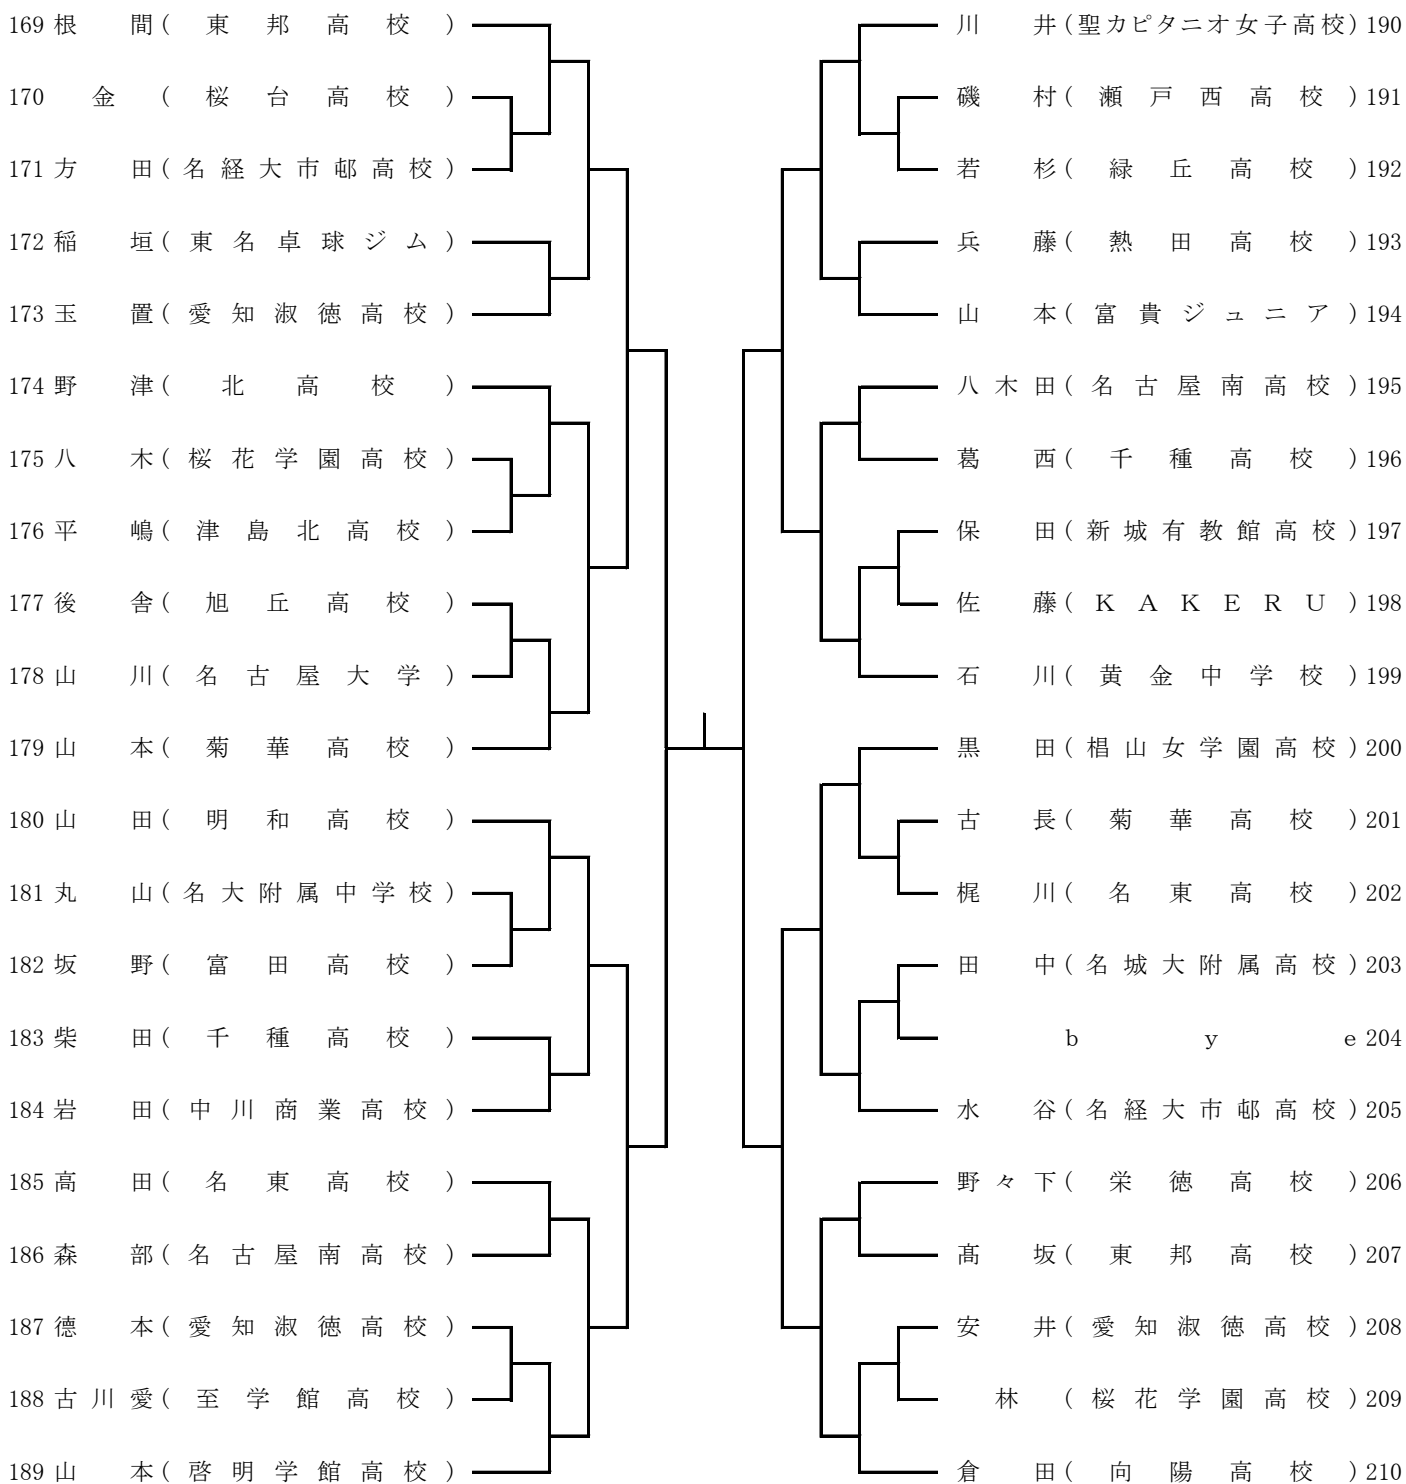 169 根間(東邦高校)
170 金(桜台高校)
171 方田(名経大市邨高校)
172 稲垣(東名卓球ジム)
173 玉置(愛知淑徳高校)
174 野津(北高校)
175 八木(桜花学園高校)
176 平嶋(津島北高校)
177 後舎(旭丘高校)
178 山川(名古屋大学)
179 山本(菊華高校)
180 山田(明和高校)
181 丸山(名大附属中学校)
182 坂野(富田高校)
183 柴田(千種高校)
184 岩田(中川商業高校)
185 高田(名東高校)
186 森部(名古屋南高校)
187 德本(愛知淑徳高校)
188 古川愛(至学館高校)
189 山本(啓明学館高校)
川井(聖カピタニオ女子高校)190
磯村(瀬戸西高校)191
若杉(緑丘高校)192
兵藤(熱田高校)193
山本(富貴ジュニア)194
八木田(名古屋南高校)195
葛西(千種高校)196
保田(新城有教館高校)197
佐藤(KAKERU)198
石川(黄金中学校)199
黒田(椙山女学園高校)200
古長(菊華高校)201
梶川(名東高校)202
田中(名城大附属高校)203
bye 204
水谷(名経大市邨高校)205
野々下(栄徳高校)206
髙坂(東邦高校)207
安井(愛知淑徳高校)208
林(桜花学園高校)209
倉田(向陽高校)210